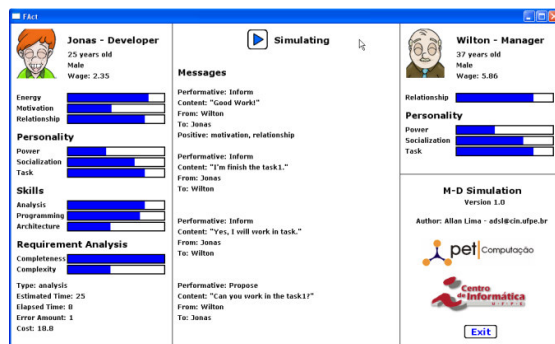 FAct
Jonas - Developer
25 years old
Male
Wage: 2.35
Energy
Motivation
Relationship
Personality
Power
Socialization
Task
Skills
Analysis
Programming
Architecture
Requirement Analysis
Completeness
Complexity
Type: analysis
Estimated Time: 25
Elapsed Time: 8
Error Amount: 1
Cost: 18.8
Simulating
Messages
Performative: Inform
Content: "Good Work!"
From: Wilton
To: Jonas
Positive: motivation, relationship
Performative: Inform
Content: "I'm finish the task1."
From: Jonas
To: Wilton
Performative: Inform
Content: "Yes, I will work in task."
From: Jonas
To: Wilton
Performative: Propose
Content: "Can you work in the task1?"
From: Wilton
To: Jonas
Wilton - Manager
37 years old
Male
Wage: 5.86
Relationship
Personality
Power
Socialization
Task
M-D Simulation
Version 1.0
Author: Allan Lima - adsl@cin.ufpe.br
pet Computação
Centro
de Informática
U F P E
Exit